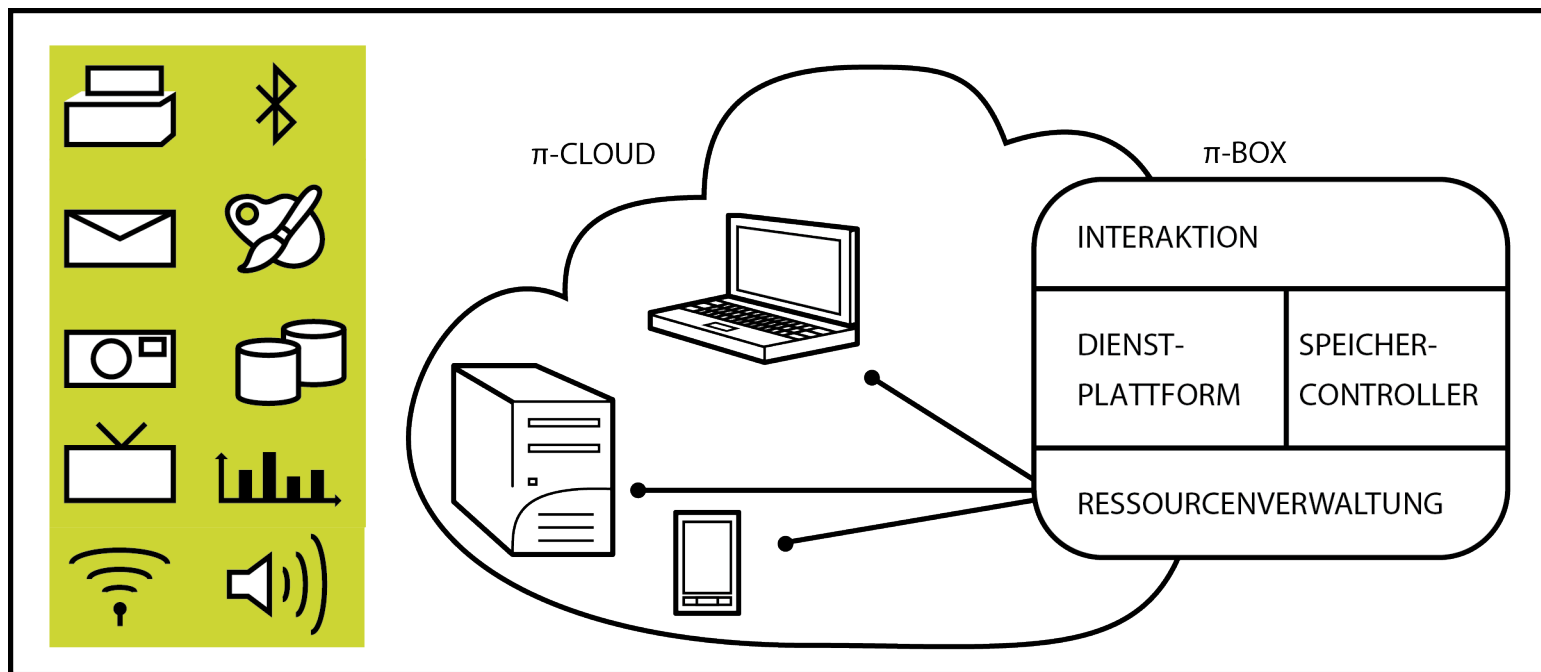 π-CLOUD
π-BOX
INTERAKTION
DIENST-
PLATTFORM
SPEICHER-
CONTROLLER
RESSOURCENVERWALTUNG